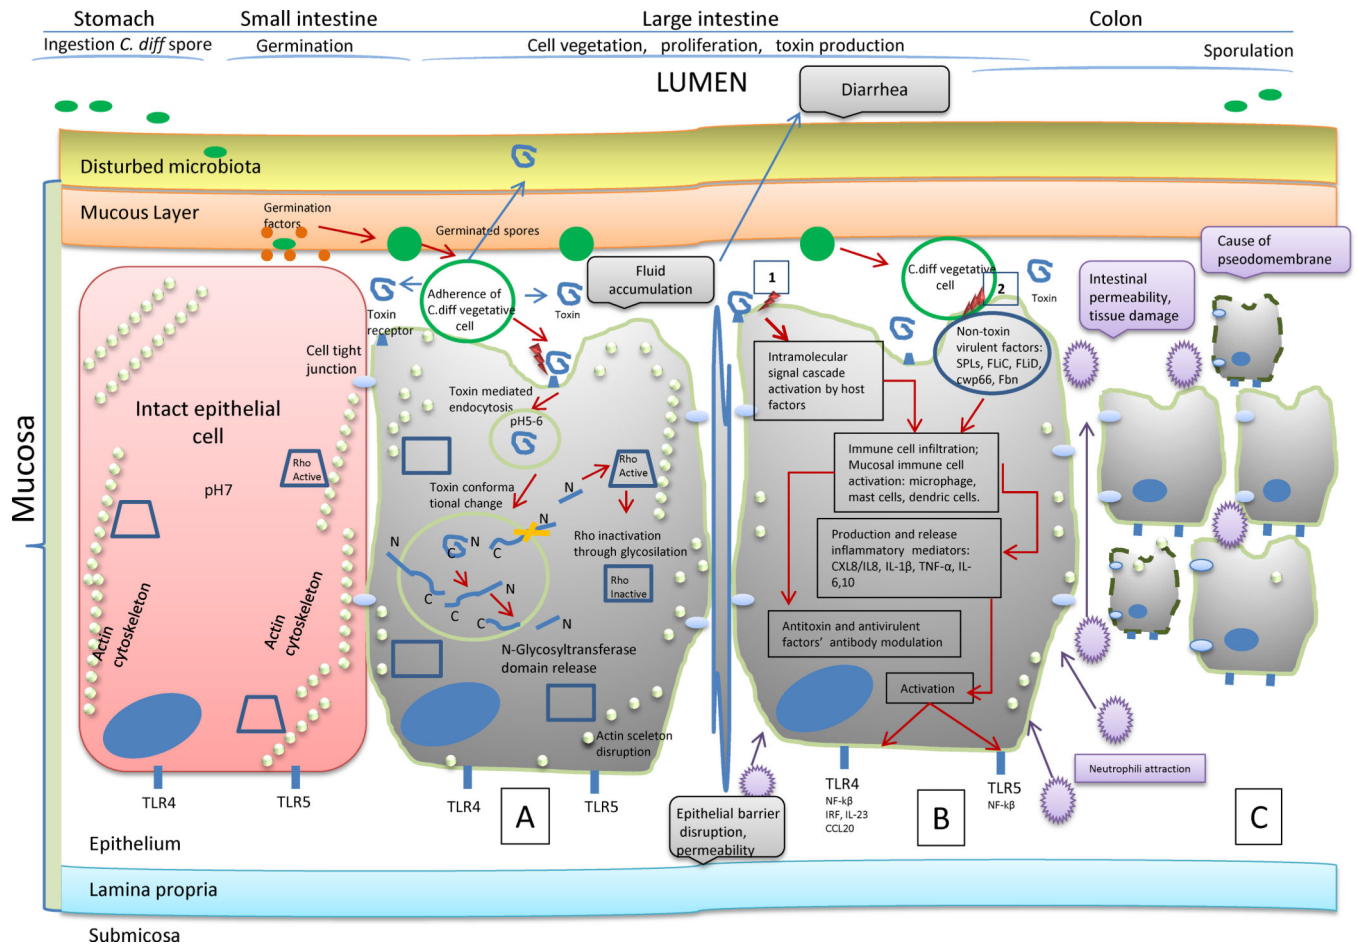 Stomach
Small intestine
Large intestine
Colon
Ingestion C. diff spore
Germination
Cell vegetation, proliferation, toxin production
Sporulation
LUMEN
Diarrhea
Disturbed microbiota
Mucous Layer
Germination
factors
Germinated spores
Fluid
accumulation
Mucosa
Toxin
receptor
Adherence of
C.diff vegetative
cell
Toxin
Cell tight
junction
Intact epithelial
cell
pH7
Rho
Active
Actin
cytoskeleton
Actin
cytoskeleton
TLR4
TLR5
Toxin mediated
endocytosis
pH5-6
Toxin conforma
tional change
N
Rho
Active
N
N
C
N
C
C
N
C
N
Rho inactivation
through glycosilation
Rho
Inactive
N-Glycosyltransferase
domain release
Actin sceleton
disruption
TLR4
A
TLR5
1
C.diff vegetative
cell
2
Toxin
Intramolecular
signal cascade
activation by host
factors
Non-toxin
virulent factors:
SPLs, FLiC, FLiD,
cwp66, Fbn
Immune cell infiltration;
Mucosal immune cell
activation: microphage,
mast cells, dendric cells.
Production and release
inflammatory mediators:
CXL8/IL8, IL-1β, TNF-α, IL-
6,10
Antitoxin and antivirulent
factors' antibody modulation
Activation
TLR4
NF-kβ
IRF, IL-23
CCL20
B
TLR5
NF-kβ
Epithelial barrier
disruption,
permeability
Intestinal
permeability,
tissue damage
Cause of
pseudomembrane
Neutrophili attraction
C
Epithelium
Lamina propria
Submicosa